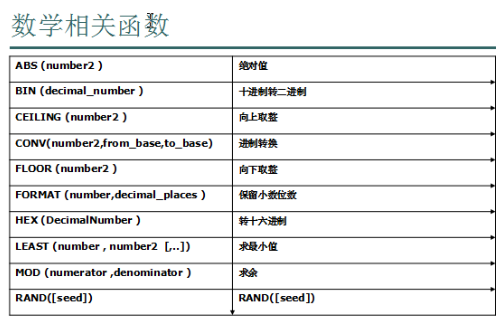 数学相关函数
ABS (number2 ) 绝对值
BIN (decimal_number ) 十进制转二进制
CEILING (number2 ) 向上取整
CONV(number2,from_base,to_base) 进制转换
FLOOR (number2 ) 向下取整
FORMAT (number,decimal_places ) 保留小数位数
HEX (DecimalNumber ) 转十六进制
LEAST (number , number2  [,..]) 求最小值
MOD (numerator ,denominator ) 求余
RAND([seed]) RAND([seed])